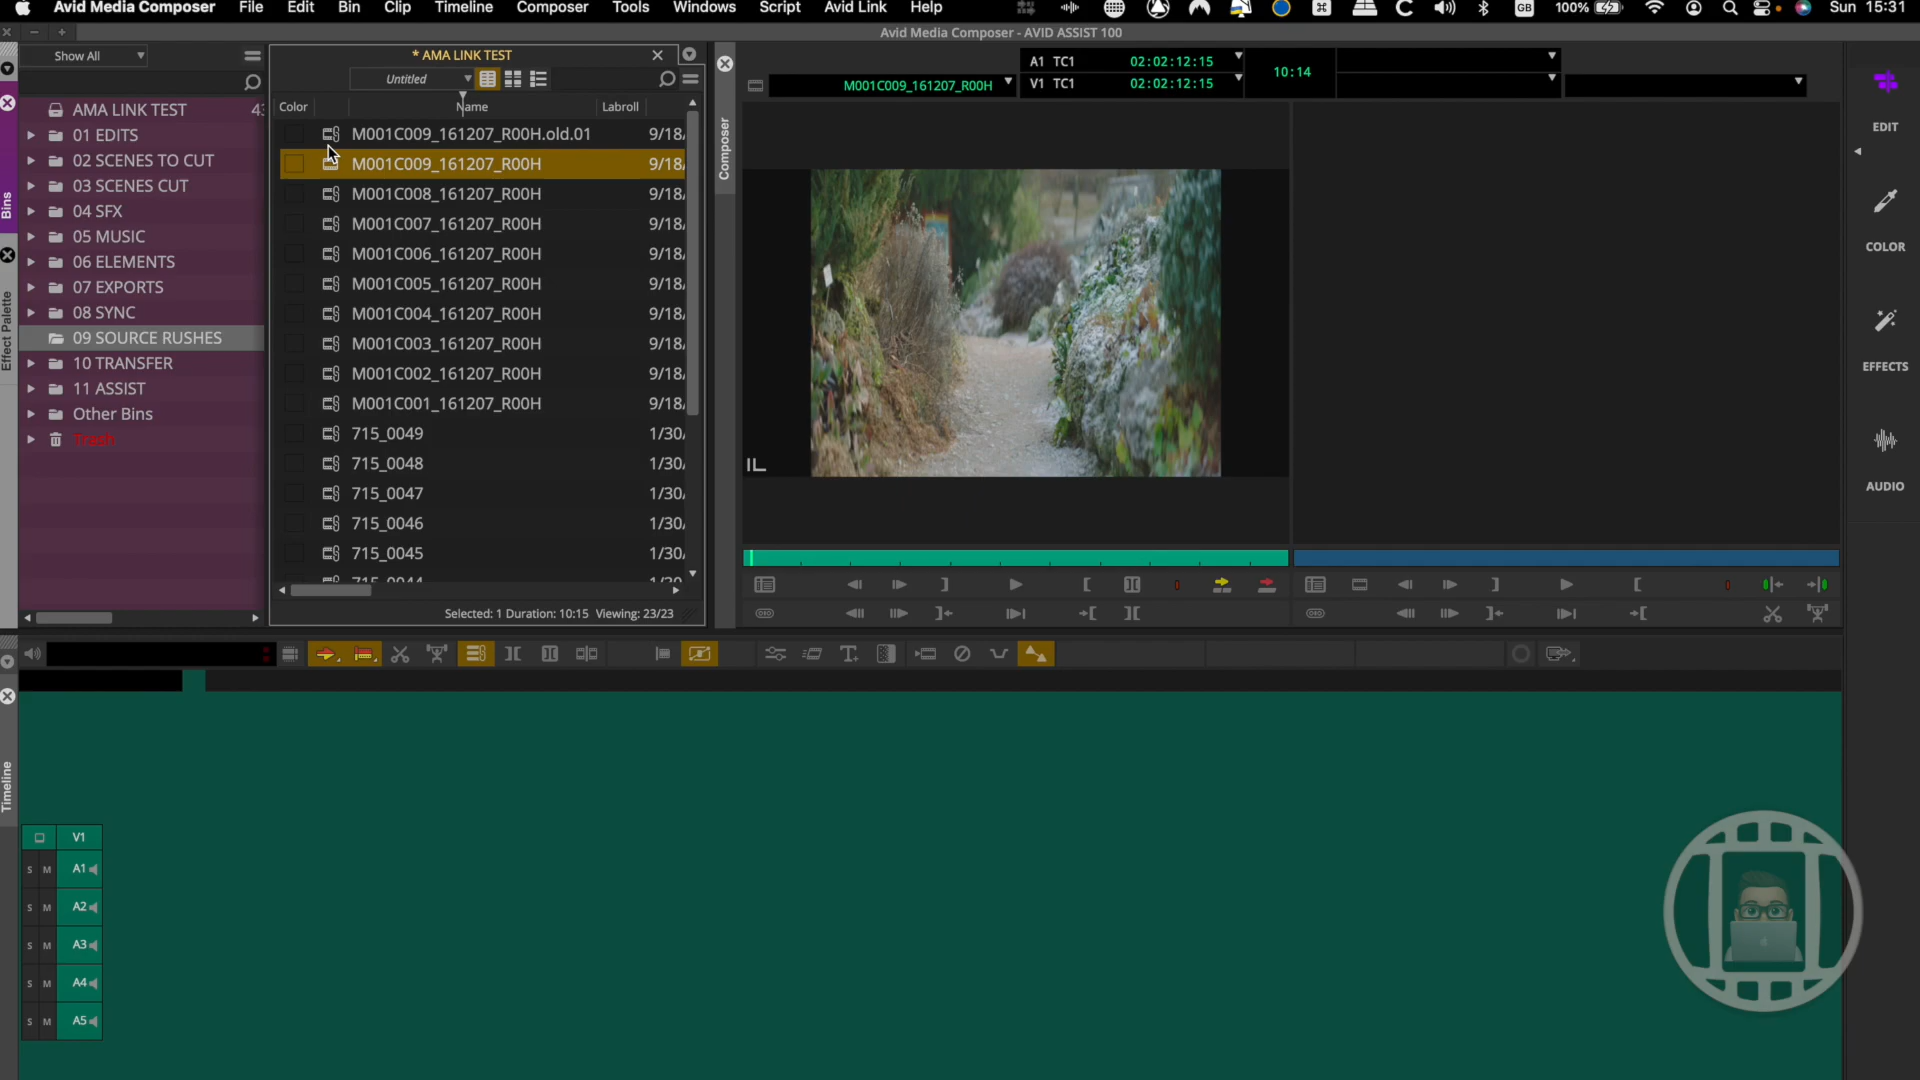 Avid Media Composer File Edit Bin Clip Timeline Composer Tools Windows Script Avid Link Help GB 100% Sun 15:31
Avid Media Composer - AVID ASSIST 100
Show All
AMA LINK TEST
01 EDITS
02 SCENES TO CUT
03 SCENES CUT
04 SFX
05 MUSIC
06 ELEMENTS
07 EXPORTS
08 SYNC
09 SOURCE RUSHES
10 TRANSFER
11 ASSIST
Other Bins
Trash
Bins
Effect Palette
* AMA LINK TEST
Untitled
Color Name Labroll
M001C009_161207_R00H.old.01 9/18/
M001C009_161207_R00H 9/18/
M001C008_161207_R00H 9/18/
M001C007_161207_R00H 9/18/
M001C006_161207_R00H 9/18/
M001C005_161207_R00H 9/18/
M001C004_161207_R00H 9/18/
M001C003_161207_R00H 9/18/
M001C002_161207_R00H 9/18/
M001C001_161207_R00H 9/18/
715_0049 1/30/
715_0048 1/30/
715_0047 1/30/
715_0046 1/30/
715_0045 1/30/
715_0044 1/30
Selected: 1 Duration: 10:15 Viewing: 23/23
Composer
M001C009_161207_R00H
A1 TC1 02:02:12:15
V1 TC1 02:02:12:15
10:14
EDIT
COLOR
EFFECTS
AUDIO
Timeline
V1
S M A1
S M A2
S M A3
S M A4
S M A5